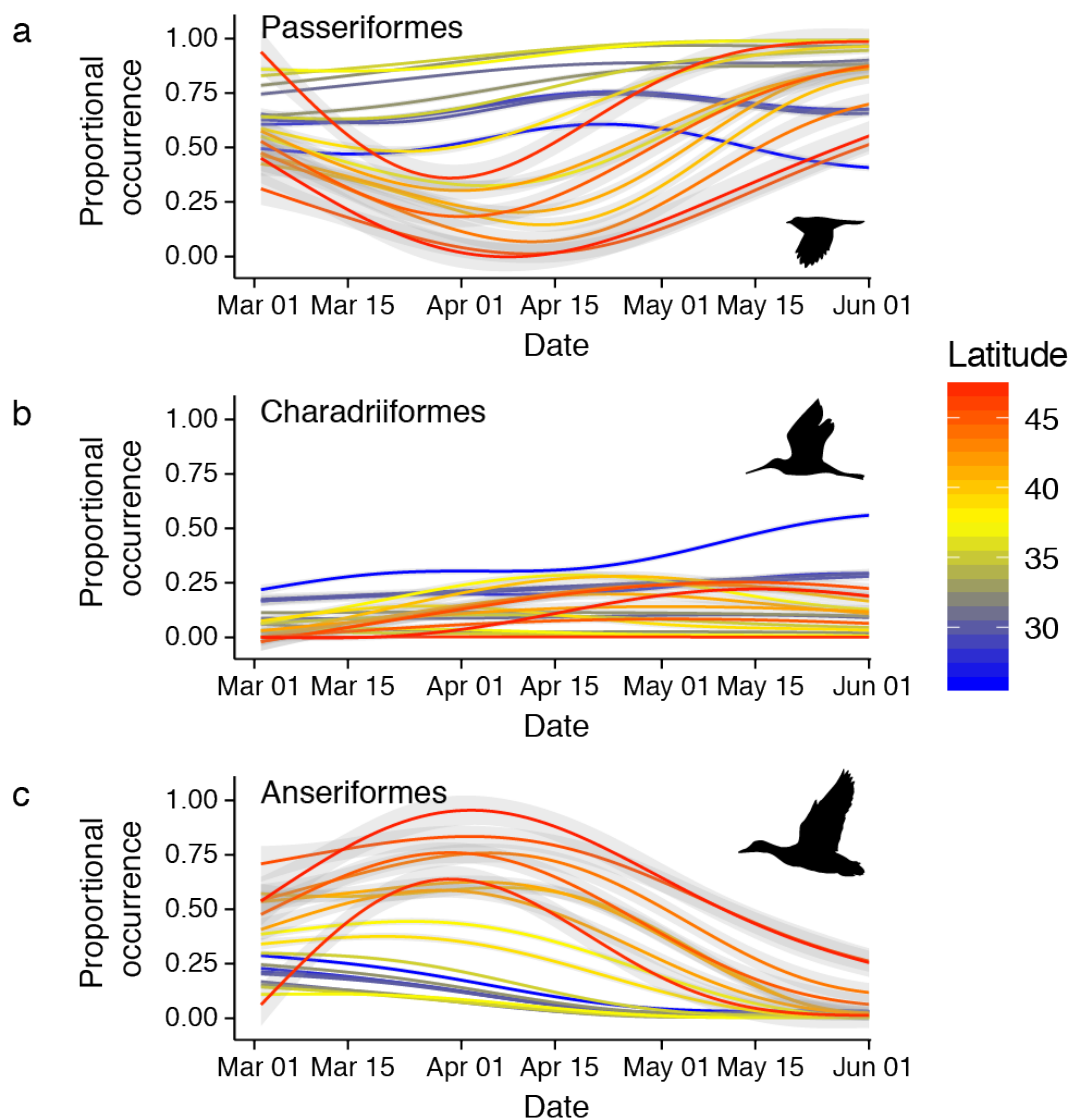 a
Passeriformes
Proportional
occurrence
1.00
0.75
0.50
0.25
0.00
Mar 01 Mar 15 Apr 01 Apr 15 May 01 May 15 Jun 01
Date
b
Charadriiformes
Proportional
occurrence
1.00
0.75
0.50
0.25
0.00
Mar 01 Mar 15 Apr 01 Apr 15 May 01 May 15 Jun 01
Date
c
Anseriformes
Proportional
occurrence
1.00
0.75
0.50
0.25
0.00
Mar 01 Mar 15 Apr 01 Apr 15 May 01 May 15 Jun 01
Date
Latitude
45
40
35
30